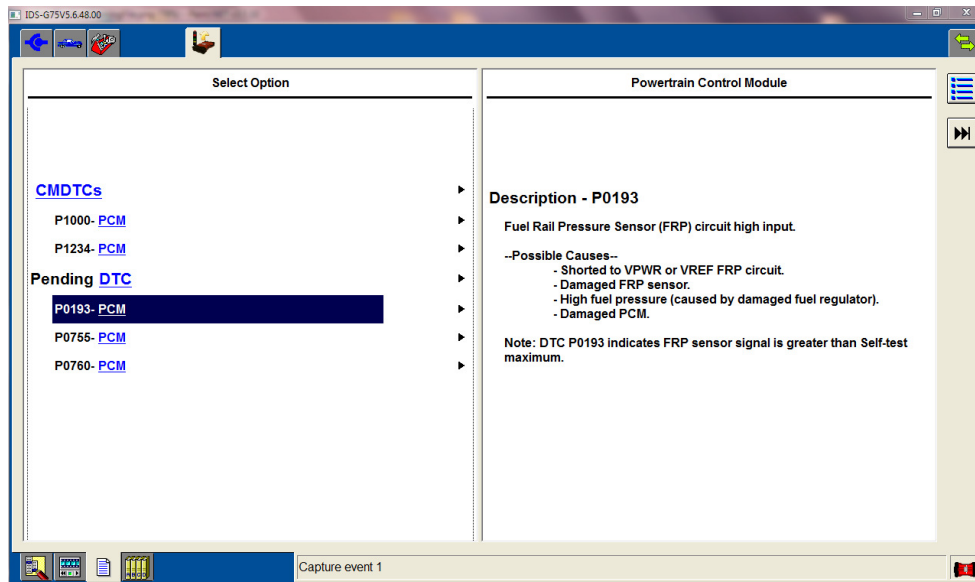 IDS-G75V5.6.48.00
Select Option
Powertrain Control Module
CMDTCs
P1000- PCM
P1234- PCM
Pending DTC
P0193- PCM
P0755- PCM
P0760- PCM
Description - P0193
Fuel Rail Pressure Sensor (FRP) circuit high input.
--Possible Causes--
- Shorted to VPWR or VREF FRP circuit.
- Damaged FRP sensor.
- High fuel pressure (caused by damaged fuel regulator).
- Damaged PCM.
Note: DTC P0193 indicates FRP sensor signal is greater than Self-test
maximum.
Capture event 1